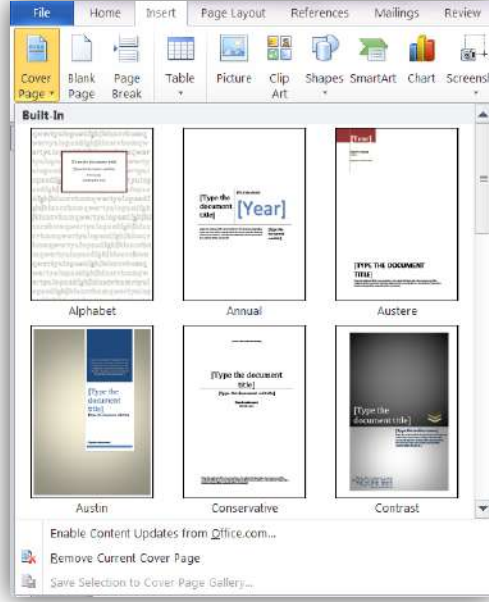 File Home Insert Page Layout References Mailings Review
Cover Page Blank Page Page Break Table Picture Clip Art Shapes SmartArt Chart Screens
Built-In
[Type the document title] [Year]
[Year]
[TYPE THE DOCUMENT TITLE]
Alphabet Annual Austere
[Type the document title]
[Type the document title]
[Type the document title]
Austin Conservative Contrast
Enable Content Updates from Office.com...
Remove Current Cover Page
Save Selection to Cover Page Gallery...